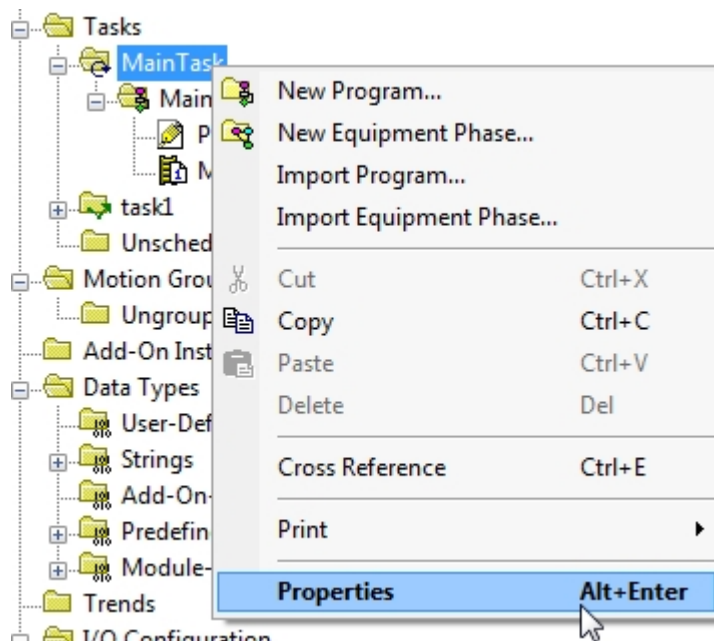 Tasks
MainTask
Main
P
M
task1
Unsched
Motion Grou
Ungroup
Add-On Inst
Data Types
User-Def
Strings
Add-On-
Predefin
Module-
Trends
I/O Configuration
New Program...
New Equipment Phase...
Import Program...
Import Equipment Phase...
Cut Ctrl+X
Copy Ctrl+C
Paste Ctrl+V
Delete Del
Cross Reference Ctrl+E
Print
Properties Alt+Enter